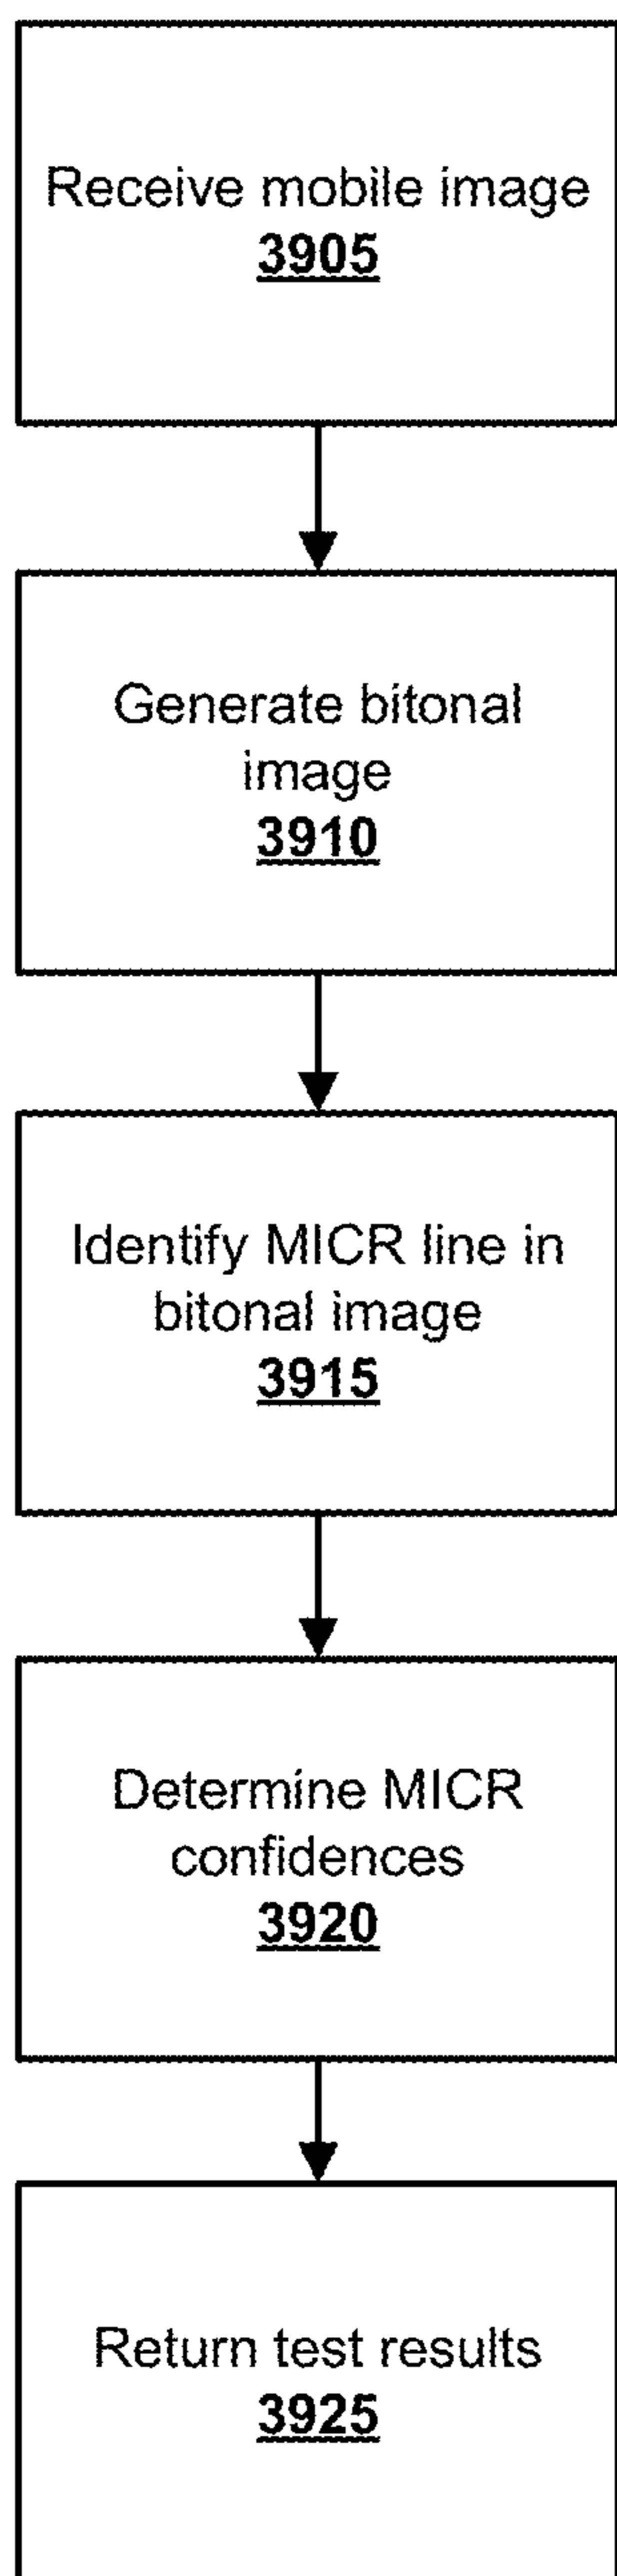 Receive mobile image
3905
Generate bitonal
image
3910
Identify MICR line in
bitonal image
3915
Determine MICR
confidences
3920
Return test results
3925